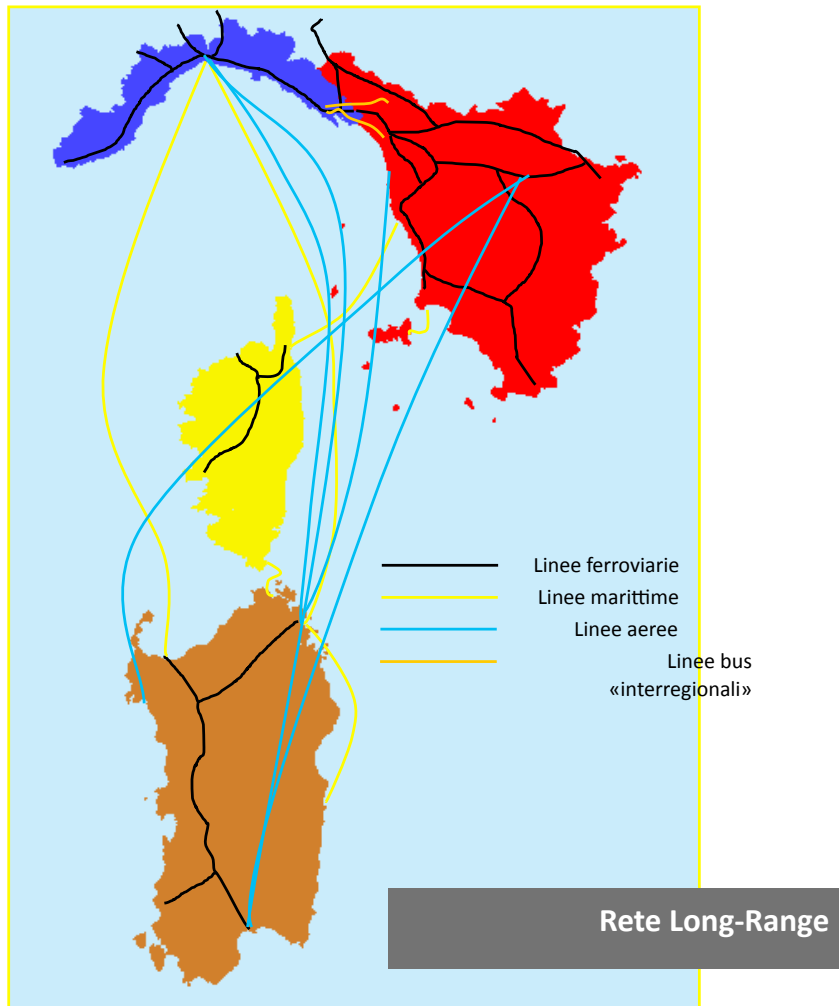 Linee ferroviarie
Linee marittime
Linee aeree
Linee bus
«interregionali»
Rete Long-Range